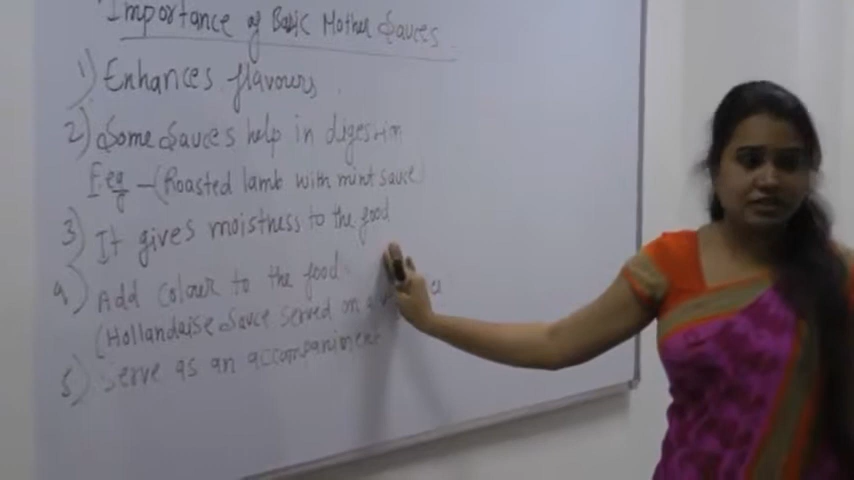 Importance of Basic Mother Sauces
1) Enhances flavours.
2) Some Sauces help in digestion
F.eg – (Roasted lamb with mint sauce)
3) It gives moistness to the food
4) Add Colour to the food.
(Hollandaise Sauce served on a
5) Serve as an accompaniment